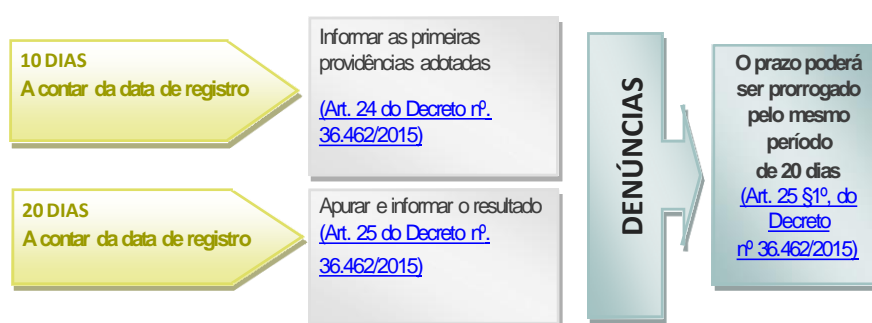 10 DIAS
A contar da data de registro
Informar as primeiras
providências adotadas
(Art. 24 do Decreto nº.
36.462/2015)
20 DIAS
A contar da data de registro
Apurar e informar o resultado
(Art. 25 do Decreto nº.
36.462/2015)
DENÚNCIAS
O prazo poderá
ser prorrogado
pelo mesmo
período
de 20 dias
(Art. 25 §1º, do
Decreto
nº 36.462/2015)